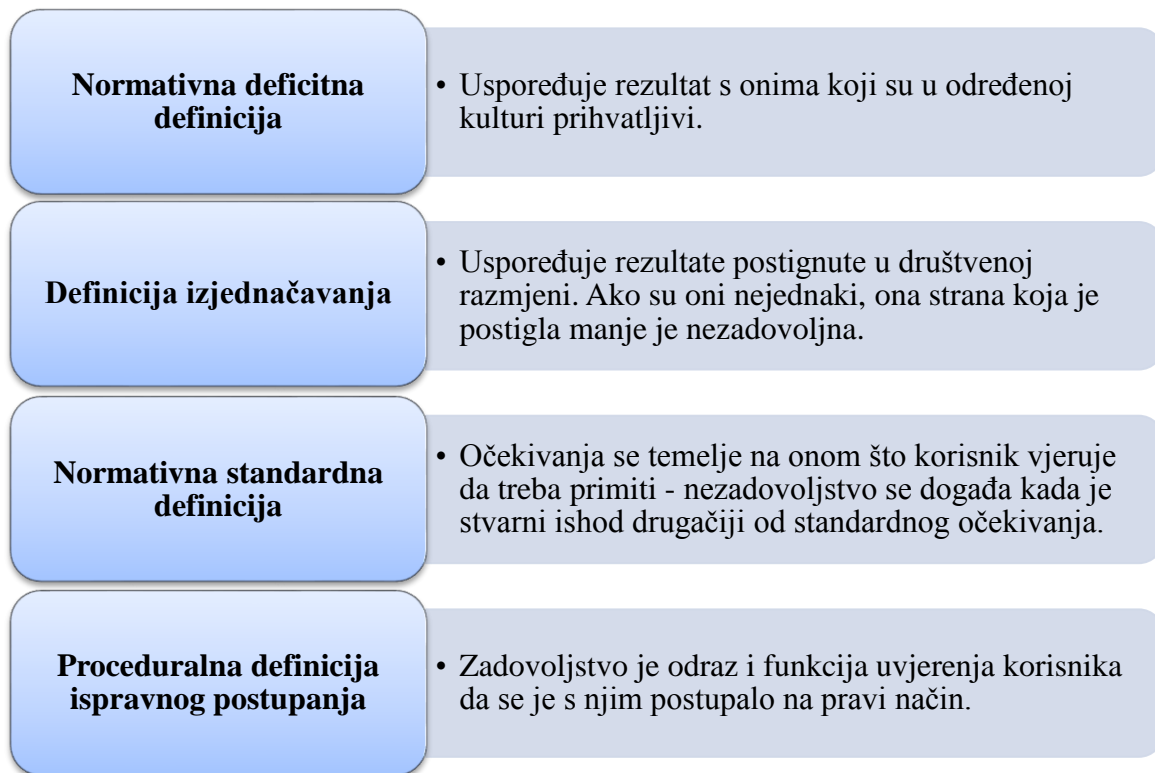 Normativna deficitna
definicija
• Uspoređuje rezultat s onima koji su u određenoj
kulturi prihvatljivi.
Definicija izjednačavanja
• Uspoređuje rezultate postignute u društvenoj
razmjeni. Ako su oni nejednaki, ona strana koja je
postigla manje je nezadovoljna.
Normativna standardna
definicija
• Očekivanja se temelje na onom što korisnik vjeruje
da treba primiti - nezadovoljstvo se događa kada je
stvarni ishod drugačiji od standardnog očekivanja.
Proceduralna definicija
ispravnog postupanja
• Zadovoljstvo je odraz i funkcija uvjerenja korisnika
da se je s njim postupalo na pravi način.